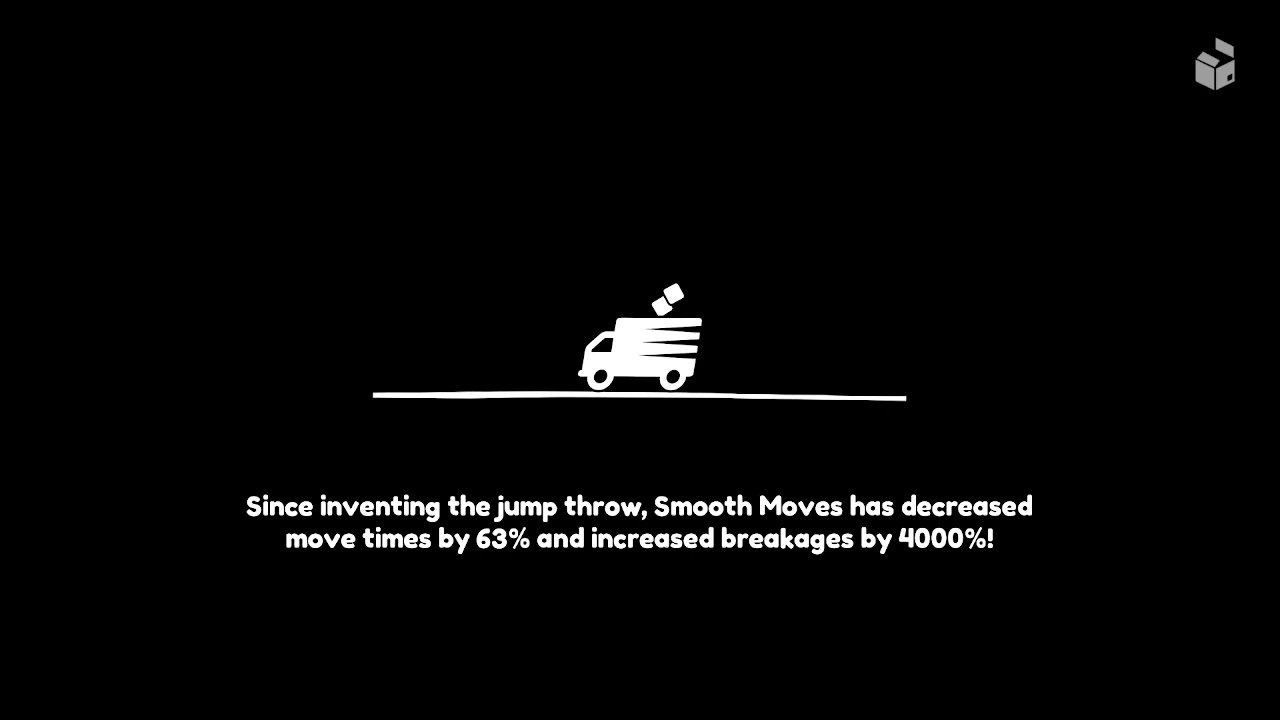 Since inventing the jump throw, Smooth Moves has decreased
move times by 63% and increased breakages by 4000%!